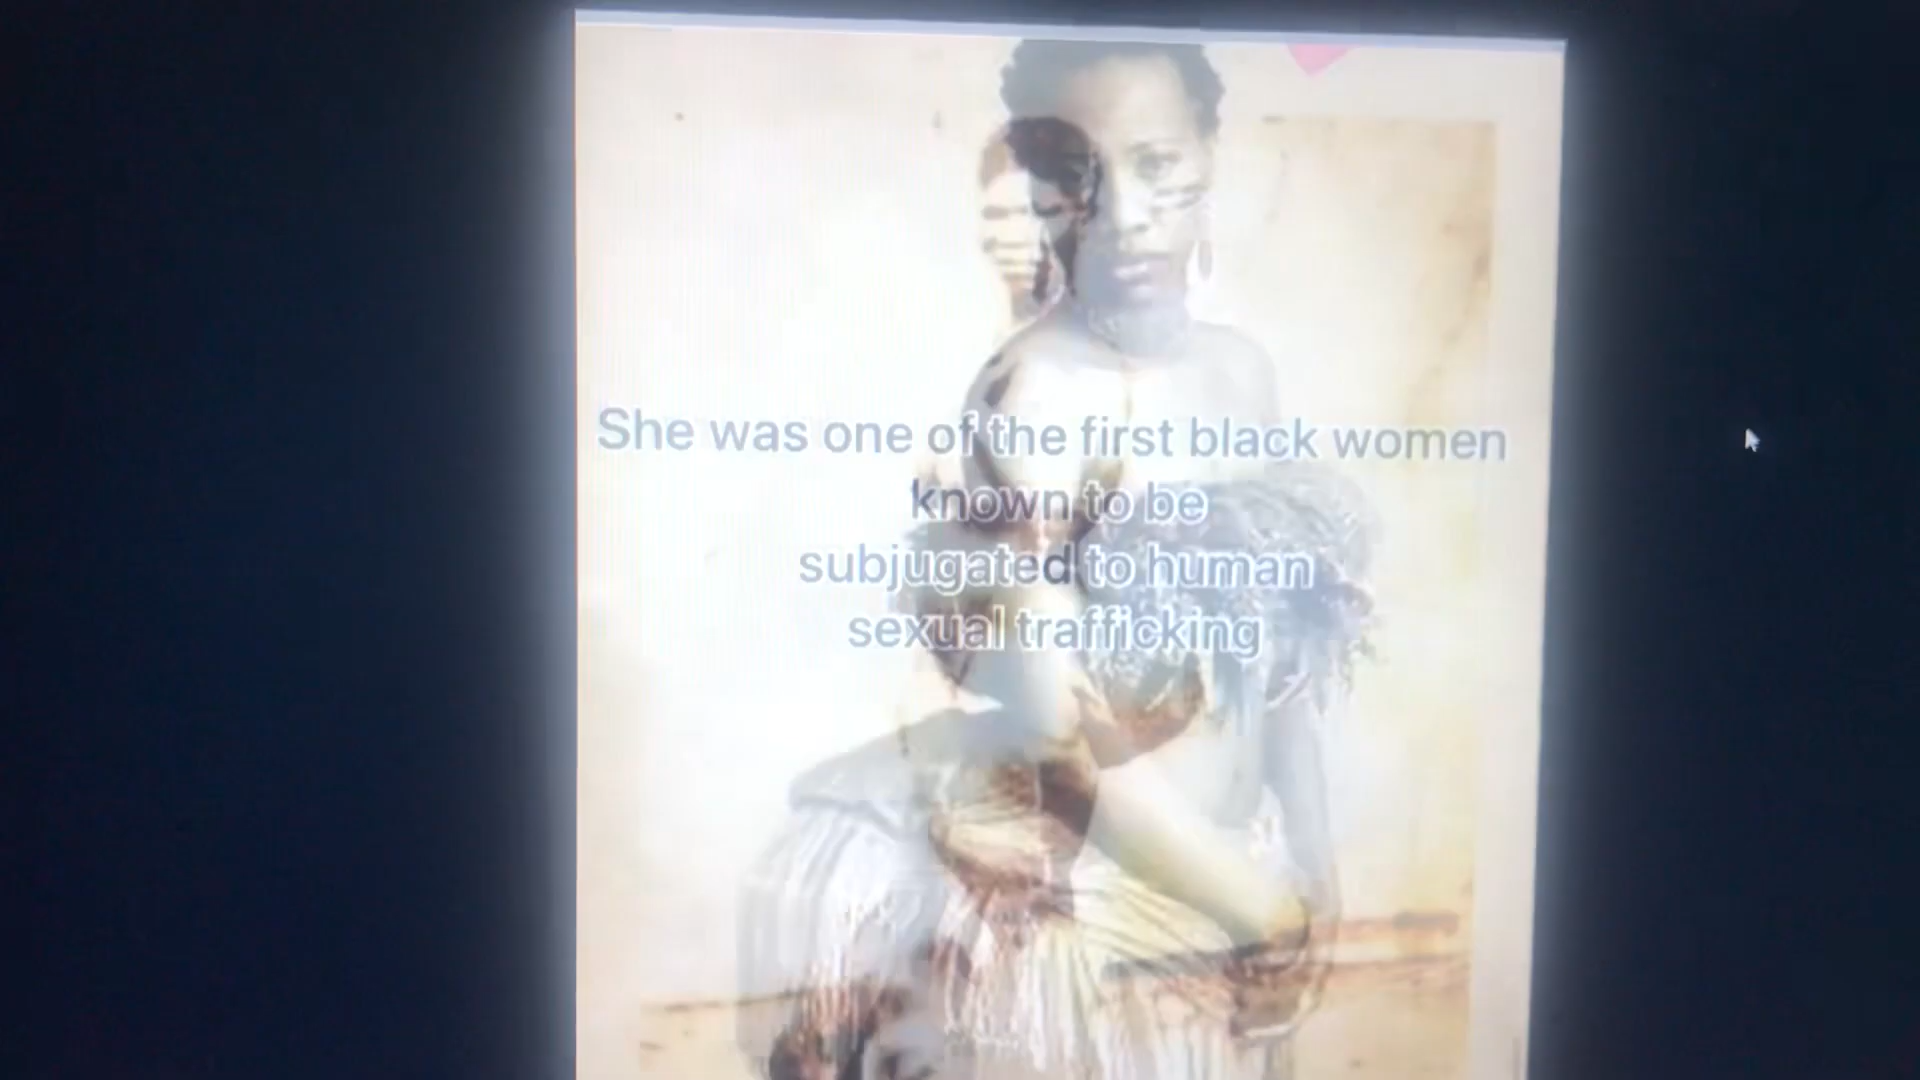 She was one of the first black women
known to be
subjugated to human
sexual trafficking